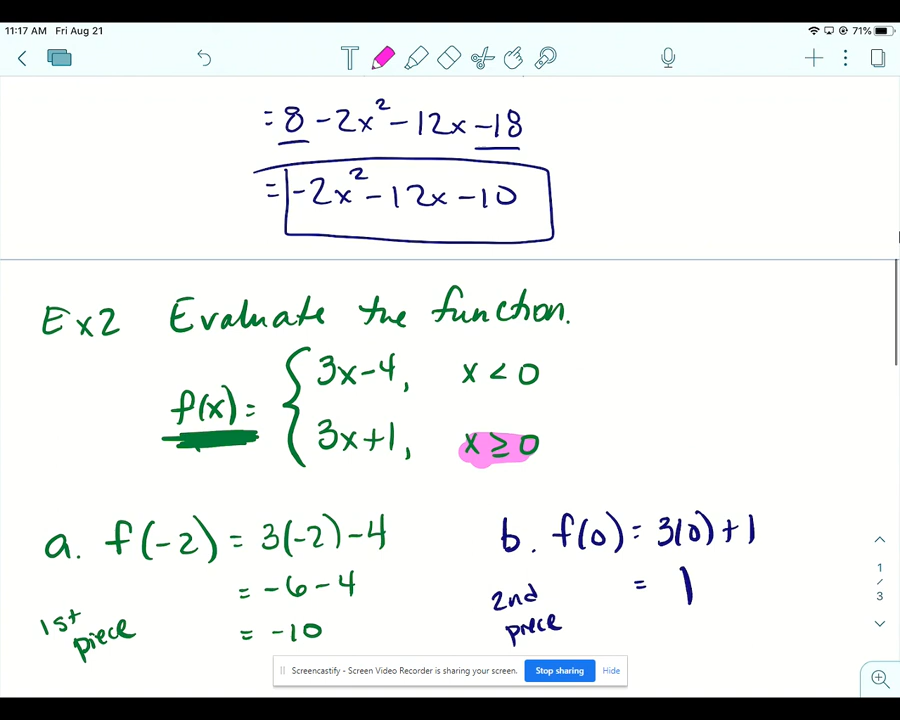 11:17 AM Fri Aug 21 71%
= 8 - 2x² - 12x - 18
= -2x² - 12x - 10
Ex2 Evaluate the function.
f(x) = { 3x-4, x < 0
3x+1, x ≥ 0
a. f(-2) = 3(-2) - 4
= -6 - 4
= -10
1st
piece
b. f(0) = 3(0) + 1
= 1
2nd
piece
1
/
3
Screencastify - Screen Video Recorder is sharing your screen. Stop sharing Hide